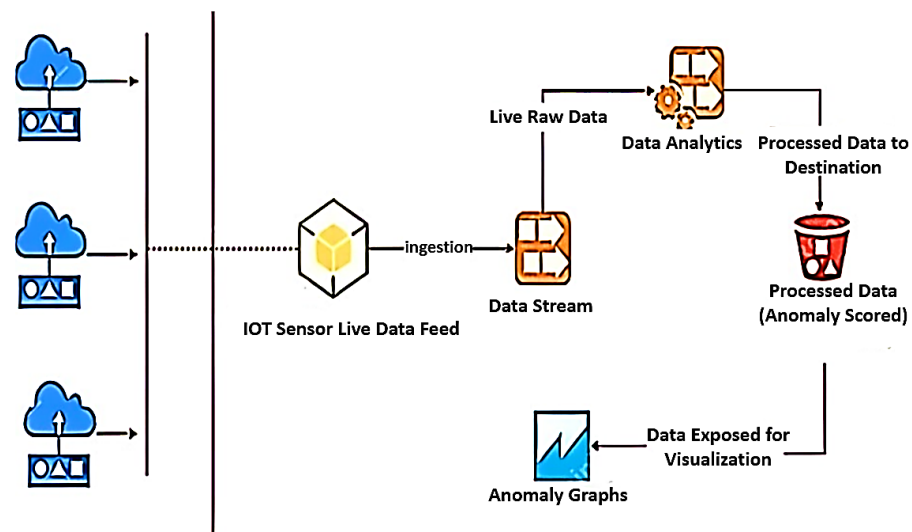 Live Raw Data
Data Analytics
Processed Data to
Destination
ingestion
Data Stream
IOT Sensor Live Data Feed
Processed Data
(Anomaly Scored)
Data Exposed for
Visualization
Anomaly Graphs